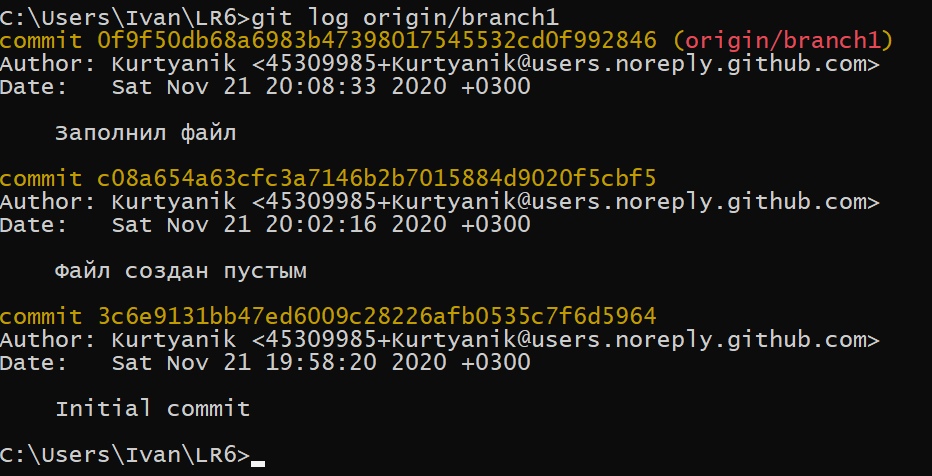 C:\Users\Ivan\LR6>git log origin/branch1
commit 0f9f50db68a6983b47398017545532cd0f992846 (origin/branch1)
Author: Kurtyanik <45309985+Kurtyanik@users.noreply.github.com>
Date:   Sat Nov 21 20:08:33 2020 +0300
    Заполнил файл
commit c08a654a63cfc3a7146b2b7015884d9020f5cbf5
Author: Kurtyanik <45309985+Kurtyanik@users.noreply.github.com>
Date:   Sat Nov 21 20:02:16 2020 +0300
    Файл создан пустым
commit 3c6e9131bb47ed6009c28226afb0535c7f6d5964
Author: Kurtyanik <45309985+Kurtyanik@users.noreply.github.com>
Date:   Sat Nov 21 19:58:20 2020 +0300
    Initial commit
C:\Users\Ivan\LR6>